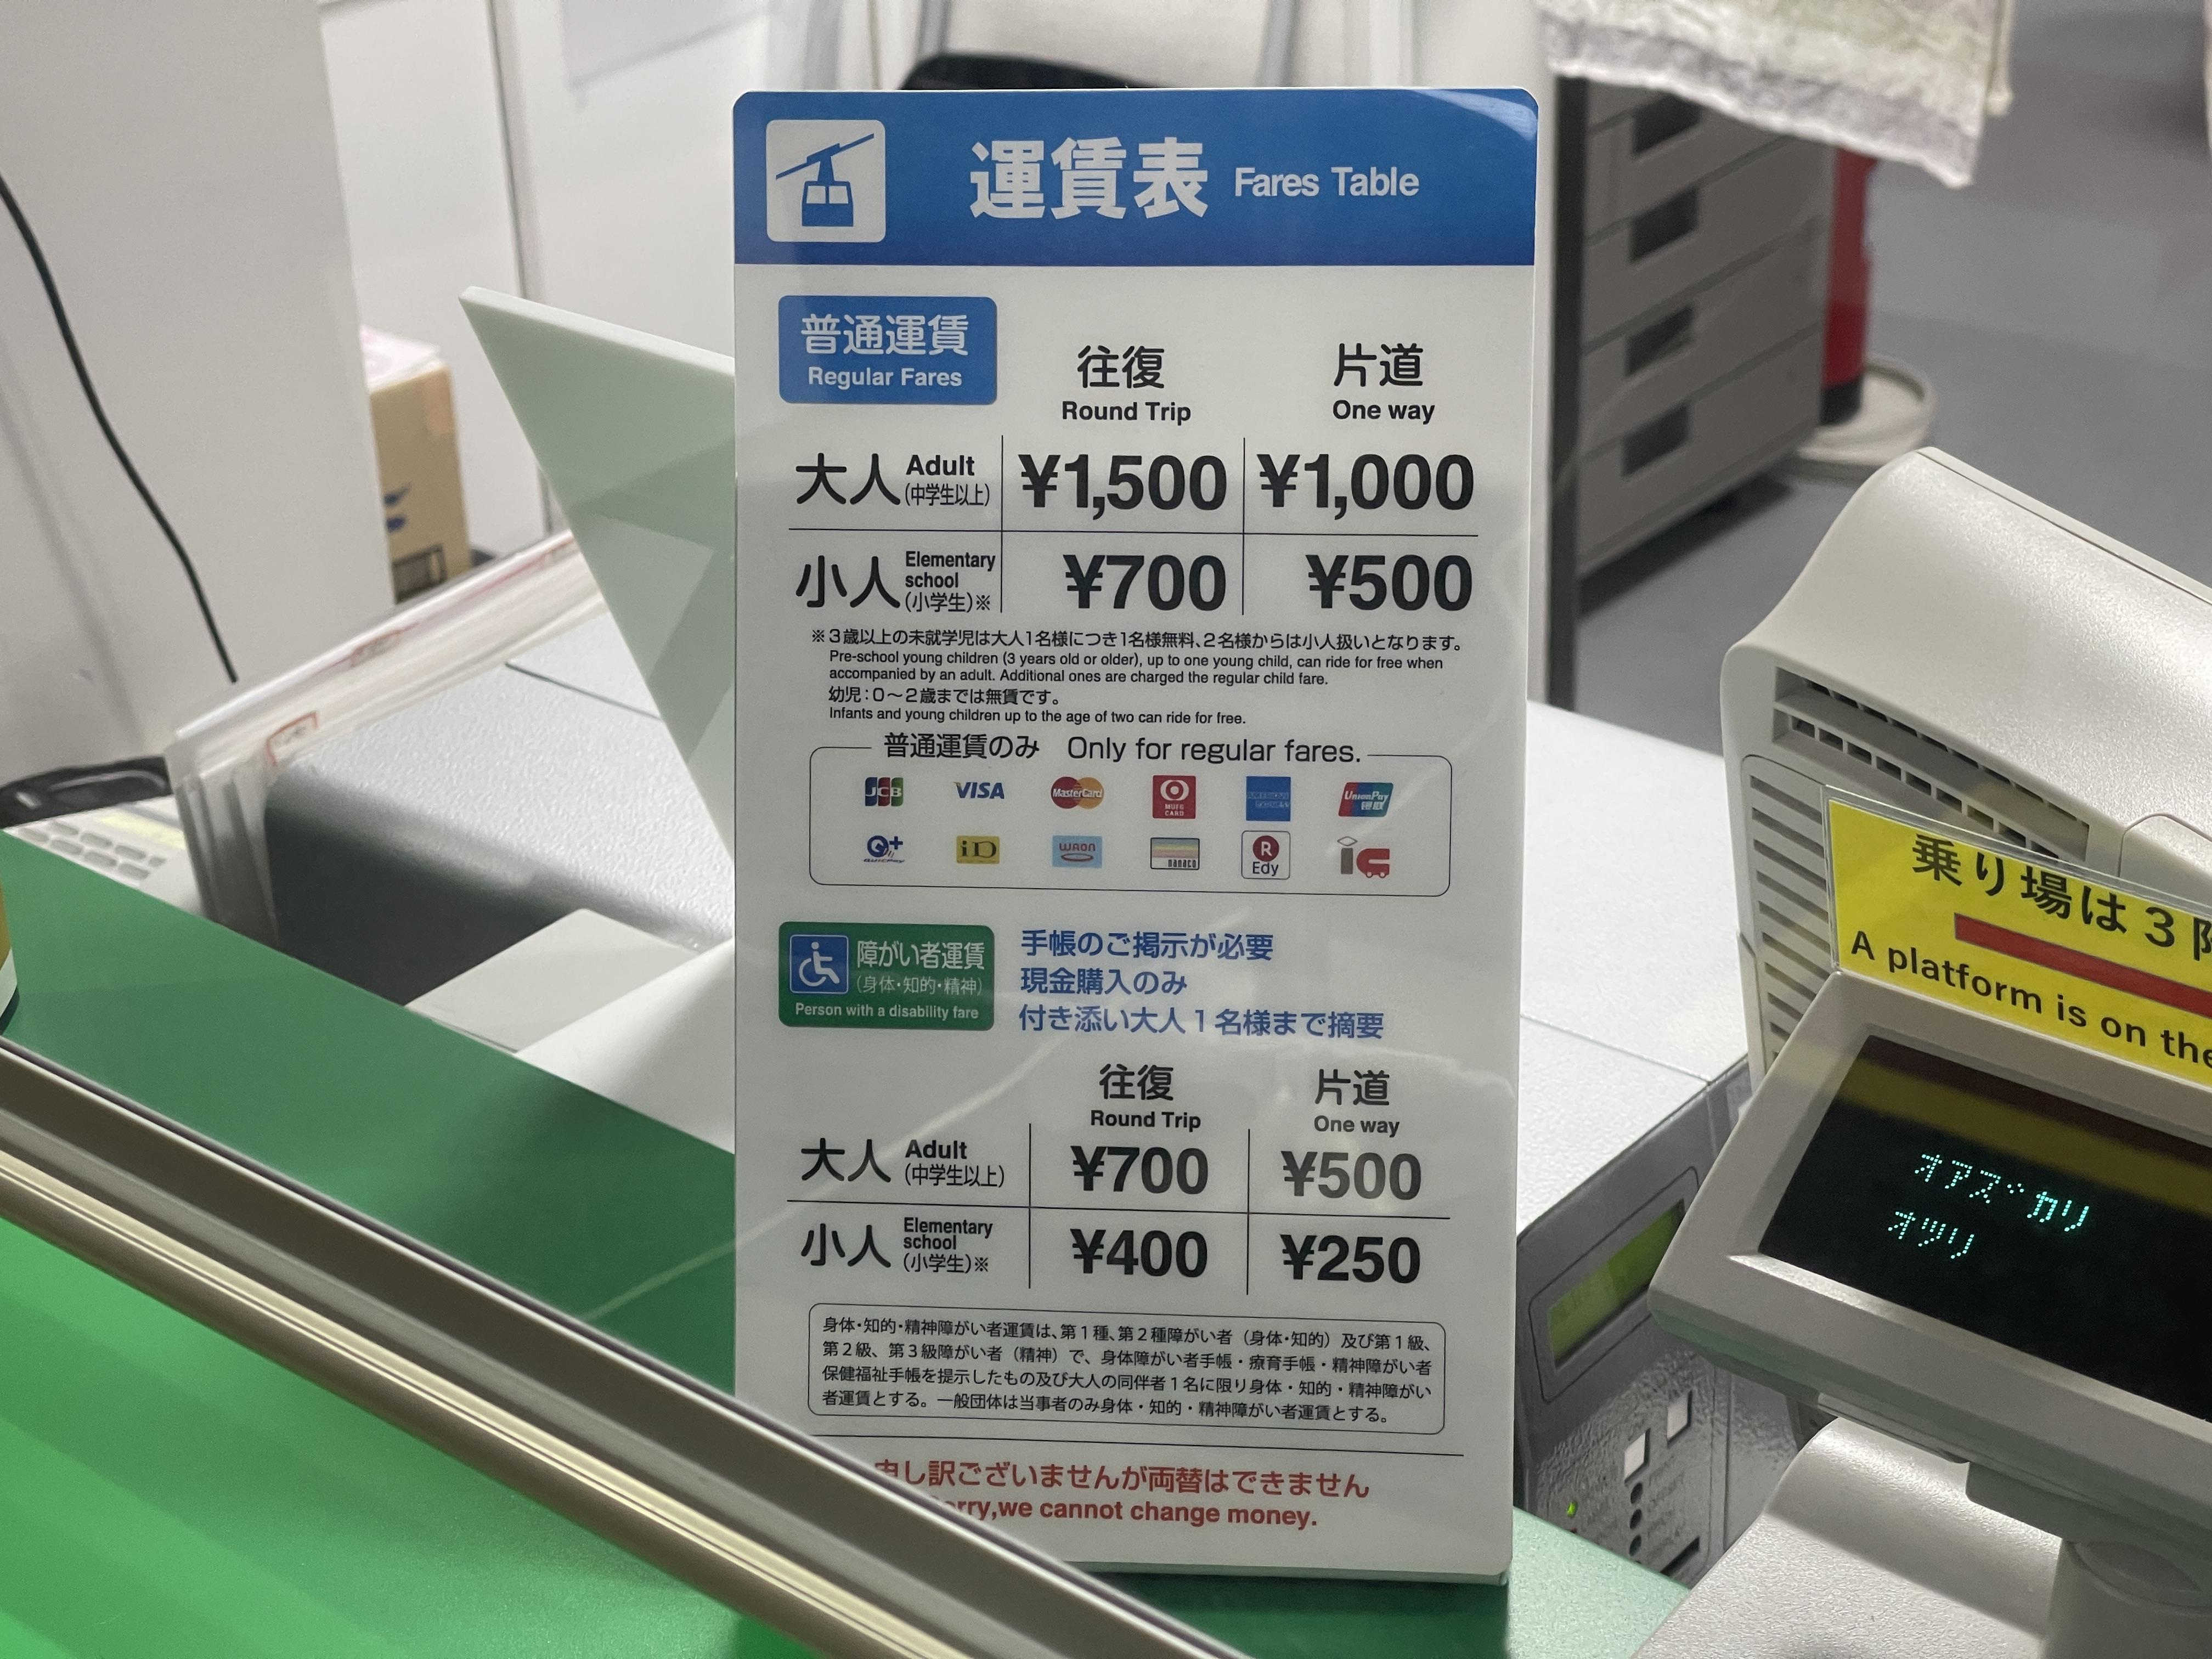 運賃表 Fares Table
普通運賃
Regular Fares
往復 片道
Round Trip One way
大人 Adult (中学生以上) ¥1,500 ¥1,000
小人 Elementary school (小学生)※ ¥700 ¥500
※3歳以上の未就学児は大人1名様につき1名様無料、2名様からは小人扱いとなります。
Pre-school young children (3 years old or older), up to one young child, can ride for free when
accompanied by an adult. Additional ones are charged the regular child fare.
幼児：0～2歳までは無賃です。
Infants and young children up to the age of two can ride for free.
普通運賃のみ Only for regular fares.
JCB VISA MasterCard MUFG CARD AMERICAN EXPRESS UnionPay 银联
QUICPay iD WAON nanaco R Edy
障がい者運賃
(身体・知的・精神)
Person with a disability fare
手帳のご掲示が必要
現金購入のみ
付き添い大人1名様まで摘要
往復 片道
Round Trip One way
大人 Adult (中学生以上) ¥700 ¥500
小人 Elementary school (小学生)※ ¥400 ¥250
身体・知的・精神障がい者運賃は、第1種、第2種障がい者（身体・知的）及び第1級、
第2級、第3級障がい者（精神）で、身体障がい者手帳・療育手帳・精神障がい者
保健福祉手帳を提示したもの及び大人の同伴者1名に限り身体・知的・精神障がい
者運賃とする。一般団体は当事者のみ身体・知的・精神障がい者運賃とする。
申し訳ございませんが両替はできません
orry,we cannot change money.
乗り場は3
A platform is on the
オアズカリ
オツリ